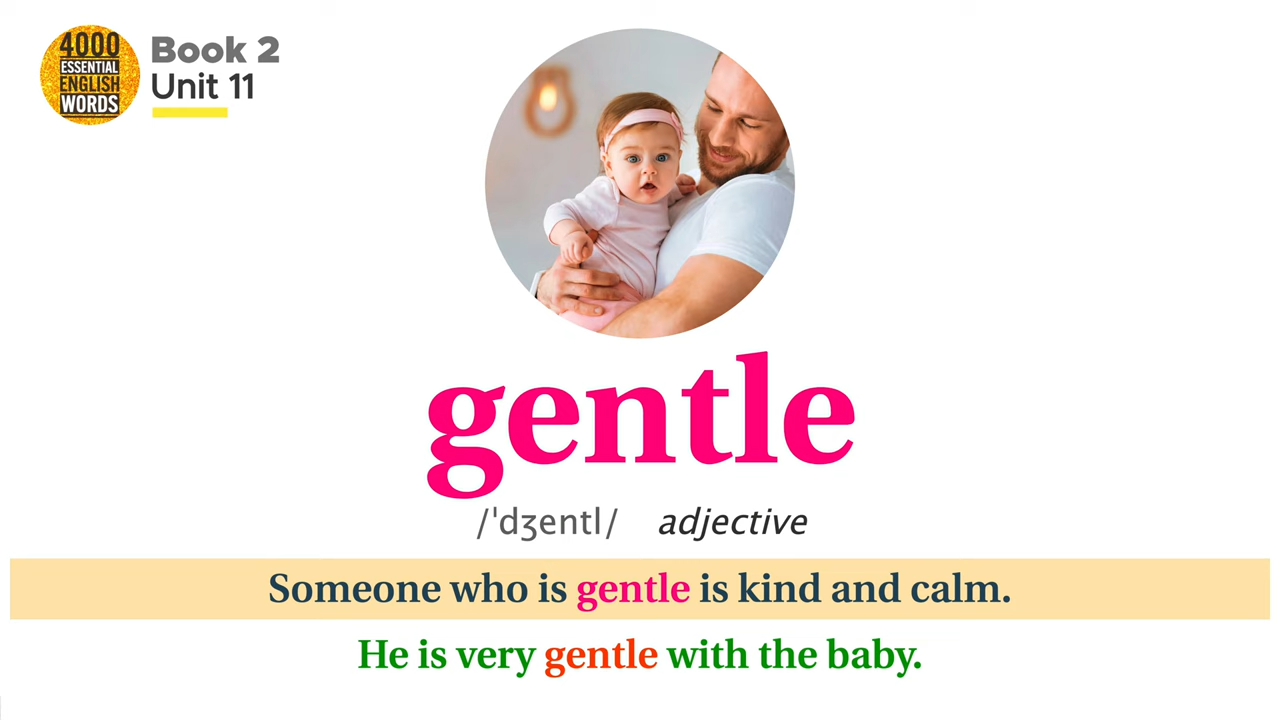 4000
ESSENTIAL
ENGLISH
WORDS
Book 2
Unit 11
gentle
/ˈdʒentl/ adjective
Someone who is gentle is kind and calm.
He is very gentle with the baby.